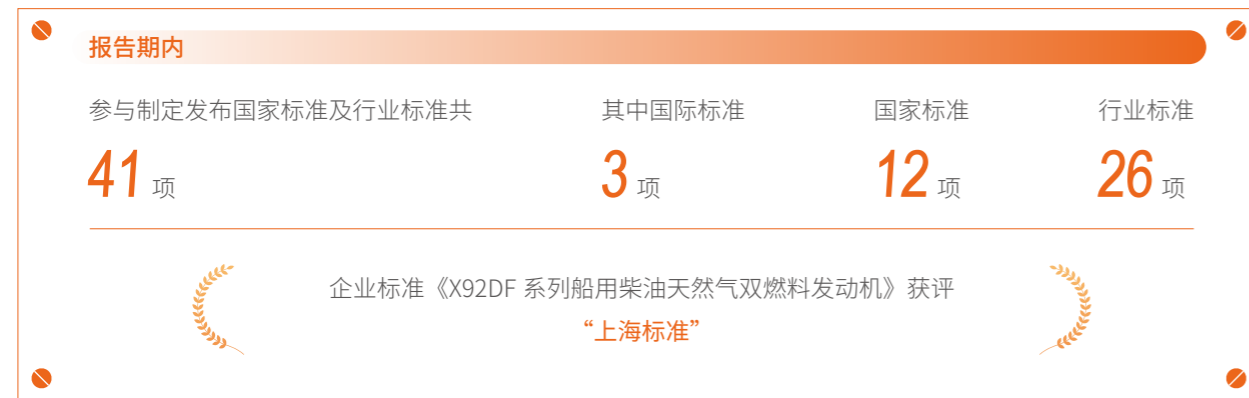 报告期内
参与制定发布国家标准及行业标准共
41 项
其中国际标准
3 项
国家标准
12 项
行业标准
26 项
企业标准《X92DF 系列船用柴油天然气双燃料发动机》获评
“上海标准”